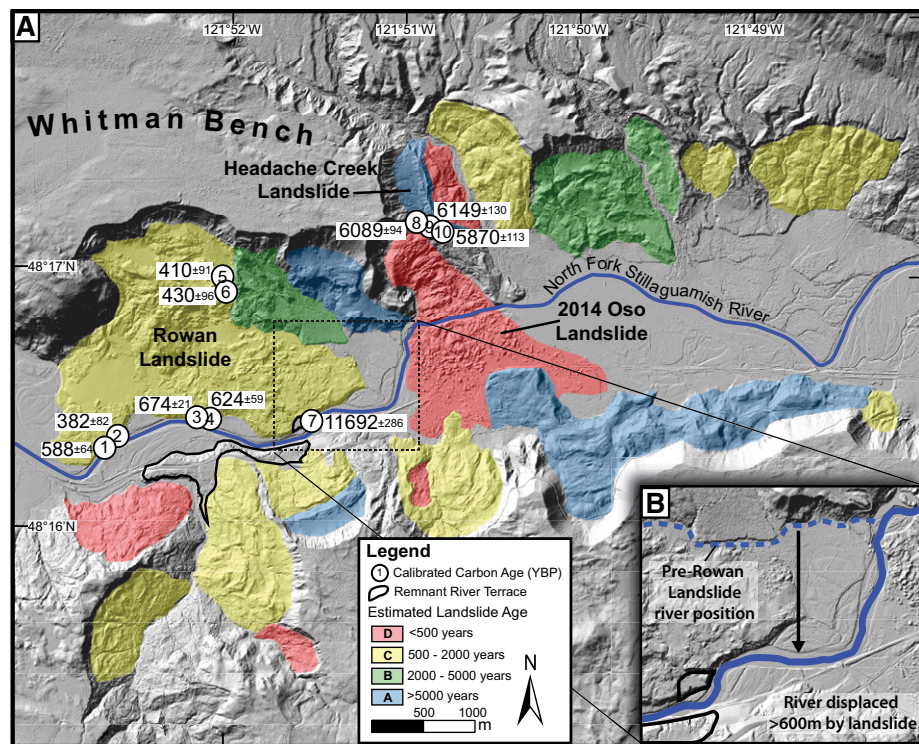 A
121°52'W
121°51'W
121°50'W
121°49'W
Whitman Bench
Headache Creek
Landslide
6149±130
6089±94
8
9
10
5870±113
48°17'N
410±91
5
430±96
6
North Fork Stillaguamish River
2014 Oso
Landslide
Rowan
Landslide
674±21
3
4
624±59
382±82
2
588±64
1
7
11692±286
48°16'N
Legend
1 Calibrated Carbon Age (YBP)
Remnant River Terrace
Estimated Landslide Age
D <500 years
C 500 - 2000 years
B 2000 - 5000 years
A >5000 years
500 1000
m
N
B
Pre-Rowan
Landslide
river position
River displaced
>600m by landslide